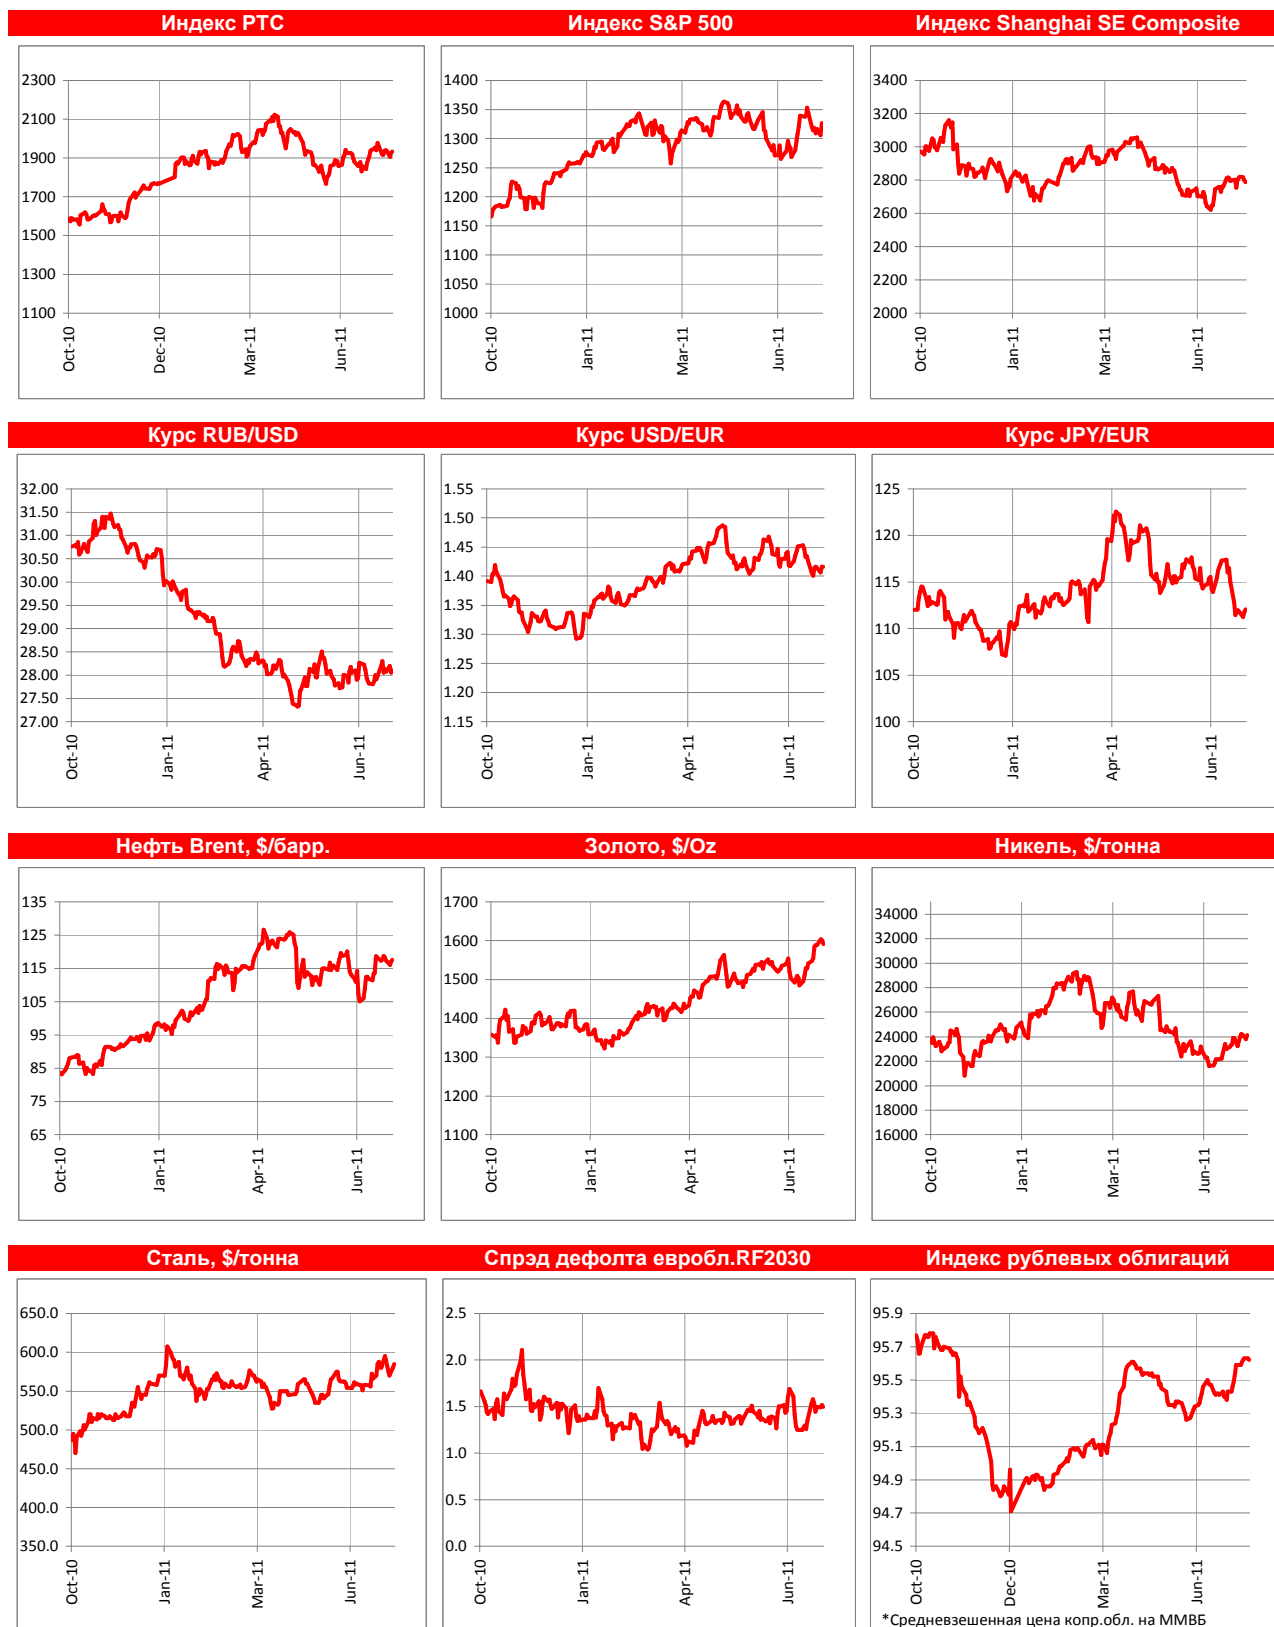 Индекс РТС
Индекс S&P 500
Индекс Shanghai SE Composite
2300
2100
1900
1700
1500
1300
1100
Oct-10
Dec-10
Mar-11
Jun-11
1400
1350
1300
1250
1200
1150
1100
1050
1000
Oct-10
Jan-11
Mar-11
Jun-11
3400
3200
3000
2800
2600
2400
2200
2000
Oct-10
Jan-11
Mar-11
Jun-11
Курс RUB/USD
Курс USD/EUR
Курс JPY/EUR
32.00
31.50
31.00
30.50
30.00
29.50
29.00
28.50
28.00
27.50
27.00
Oct-10
Jan-11
Apr-11
Jun-11
1.55
1.50
1.45
1.40
1.35
1.30
1.25
1.20
1.15
Oct-10
Jan-11
Apr-11
Jun-11
125
120
115
110
105
100
Oct-10
Jan-11
Apr-11
Jun-11
Нефть Brent, $/барр.
Золото, $/Oz
Никель, $/тонна
135
125
115
105
95
85
75
65
Oct-10
Jan-11
Apr-11
Jun-11
1700
1600
1500
1400
1300
1200
1100
Oct-10
Jan-11
Apr-11
Jun-11
34000
32000
30000
28000
26000
24000
22000
20000
18000
16000
Oct-10
Jan-11
Mar-11
Jun-11
Сталь, $/тонна
Спрэд дефолта евробл.RF2030
Индекс рублевых облигаций
650.0
600.0
550.0
500.0
450.0
400.0
350.0
Oct-10
Jan-11
Mar-11
Jun-11
2.5
2.0
1.5
1.0
0.5
0.0
Oct-10
Jan-11
Apr-11
Jun-11
95.9
95.7
95.5
95.3
95.1
94.9
94.7
94.5
Oct-10
Dec-10
Mar-11
Jun-11
*Средневзешенная цена копр.обл. на ММВБ